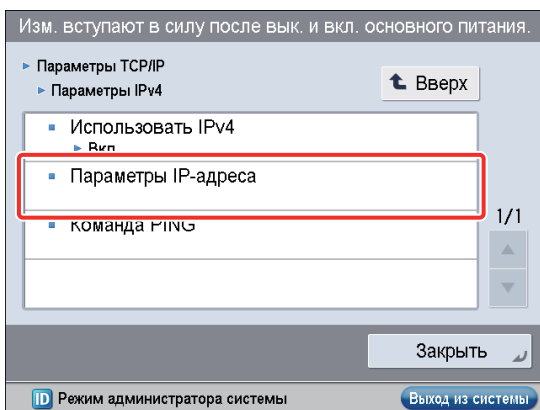 Изм. вступают в силу после вык. и вкл. основного питания.
Параметры TCP/IP
Параметры IPv4
Вверх
Использовать IPv4
Вкл
Параметры IP-адреса
Команда PING
1/1
Закрыть
ID Режим администратора системы
Выход из системы